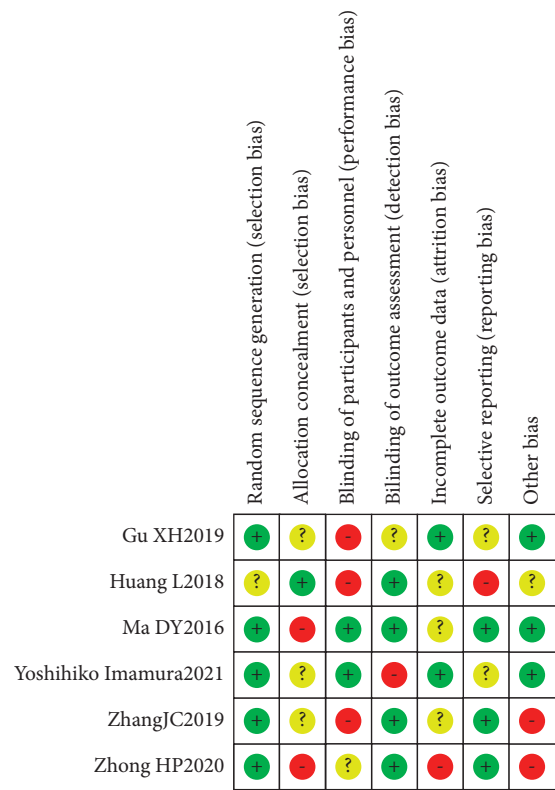 Random sequence generation (selection bias)
Allocation concealment (selection bias)
Blinding of participants and personnel (performance bias)
Bilinding of outcome assessment (detection bias)
Incomplete outcome data (attrition bias)
Selective reporting (reporting bias)
Other bias
Gu XH2019 + ? - ? + ? +
Huang L2018 ? + - + ? - ?
Ma DY2016 + - + + ? + +
Yoshihiko Imamura2021 + ? + - + ? +
ZhangJC2019 + ? - + ? + -
Zhong HP2020 + - ? + - + -